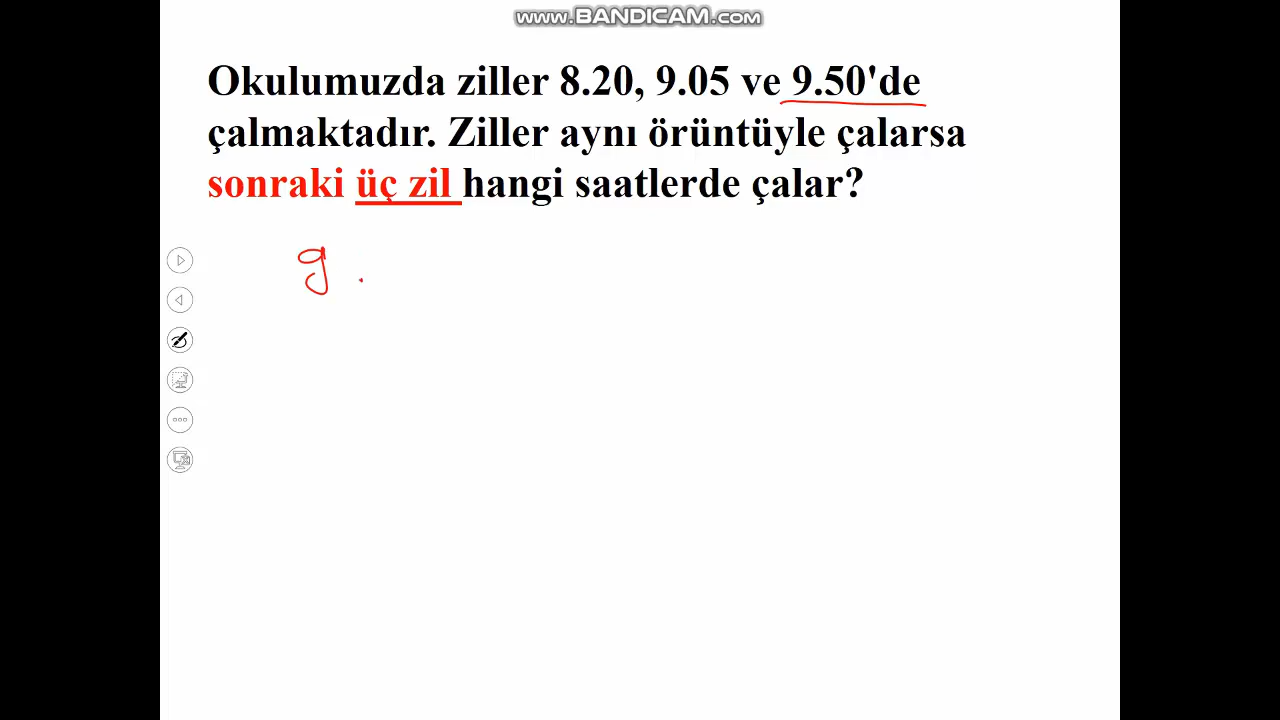 www.BANDICAM.com
Okulumuzda ziller 8.20, 9.05 ve 9.50'de
çalmaktadır. Ziller aynı örüntüyle çalarsa
sonraki üç zil hangi saatlerde çalar?
9.